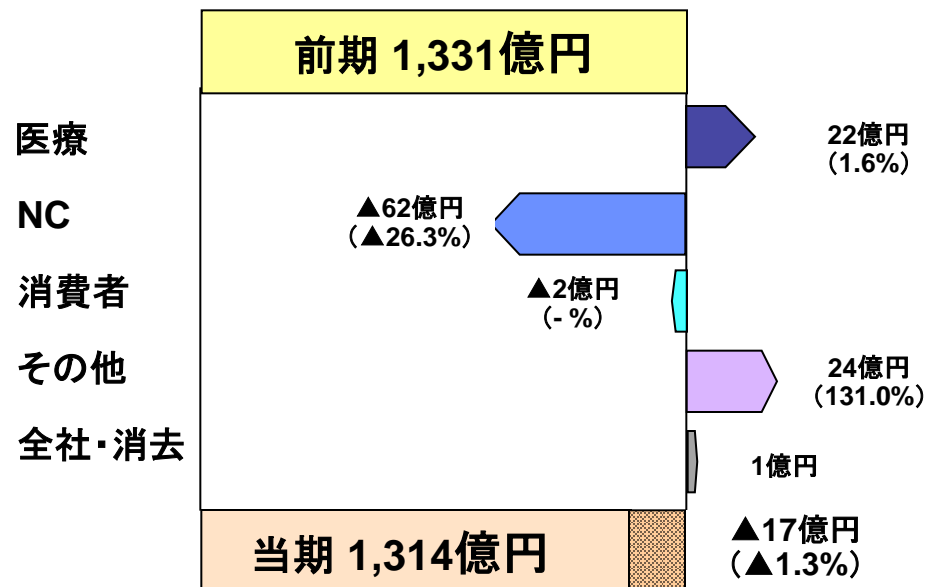 前期 1,331億円
医療
22億円
（1.6%）
NC
▲62億円
（▲26.3%）
消費者
▲2億円
（- %）
その他
24億円
（131.0%）
全社・消去
1億円
当期 1,314億円
▲17億円
（▲1.3%）